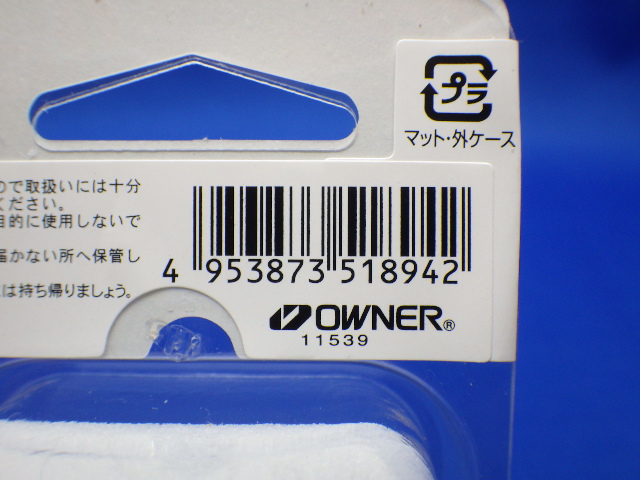 プラ
マット・外ケース
ので取扱いには十分
ください。
目的に使用しないで
届かない所へ保管し
は持ち帰りましょう。
4 953873 518942
OWNER®
11539